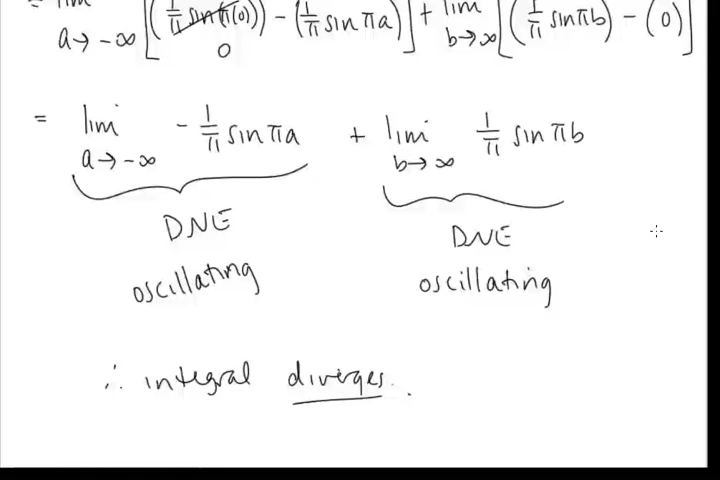 = lim a→-∞ [(1/π sin π(0)) - (1/π sin πa)] + lim b→∞ [(1/π sin πb) - (0)]
0
= lim a→-∞ -1/π sin πa + lim b→∞ 1/π sin πb
DNE DNE
oscillating oscillating
∴ integral diverges.